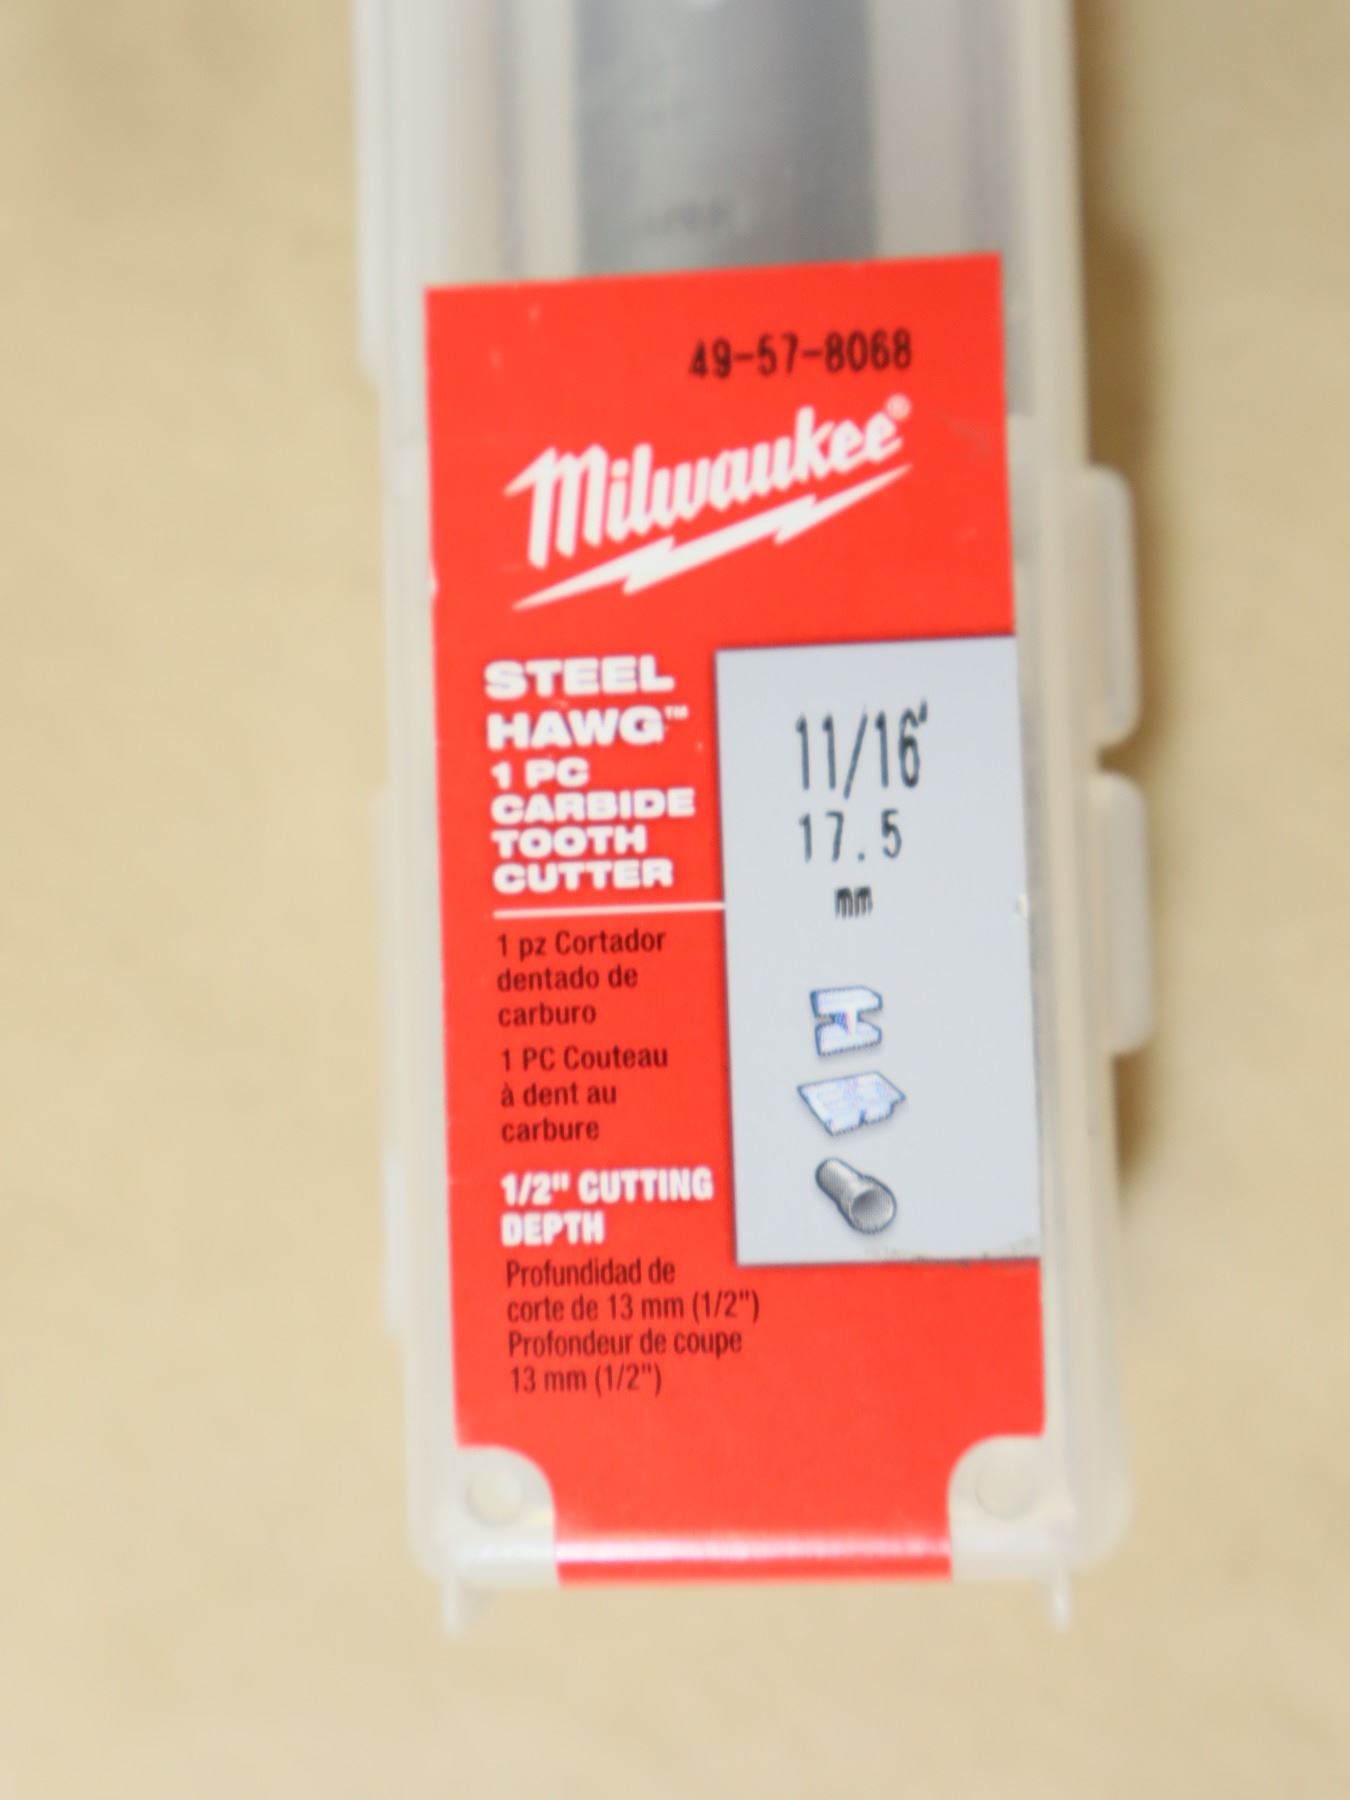 49-57-8068
Milwaukee®
STEEL
HAWG™
1 PC
CARBIDE
TOOTH
CUTTER
11/16"
17.5
mm
1 pz Cortador
dentado de
carburo
1 PC Couteau
à dent au
carbure
1/2" CUTTING
DEPTH
Profundidad de
corte de 13 mm (1/2")
Profondeur de coupe
13 mm (1/2")